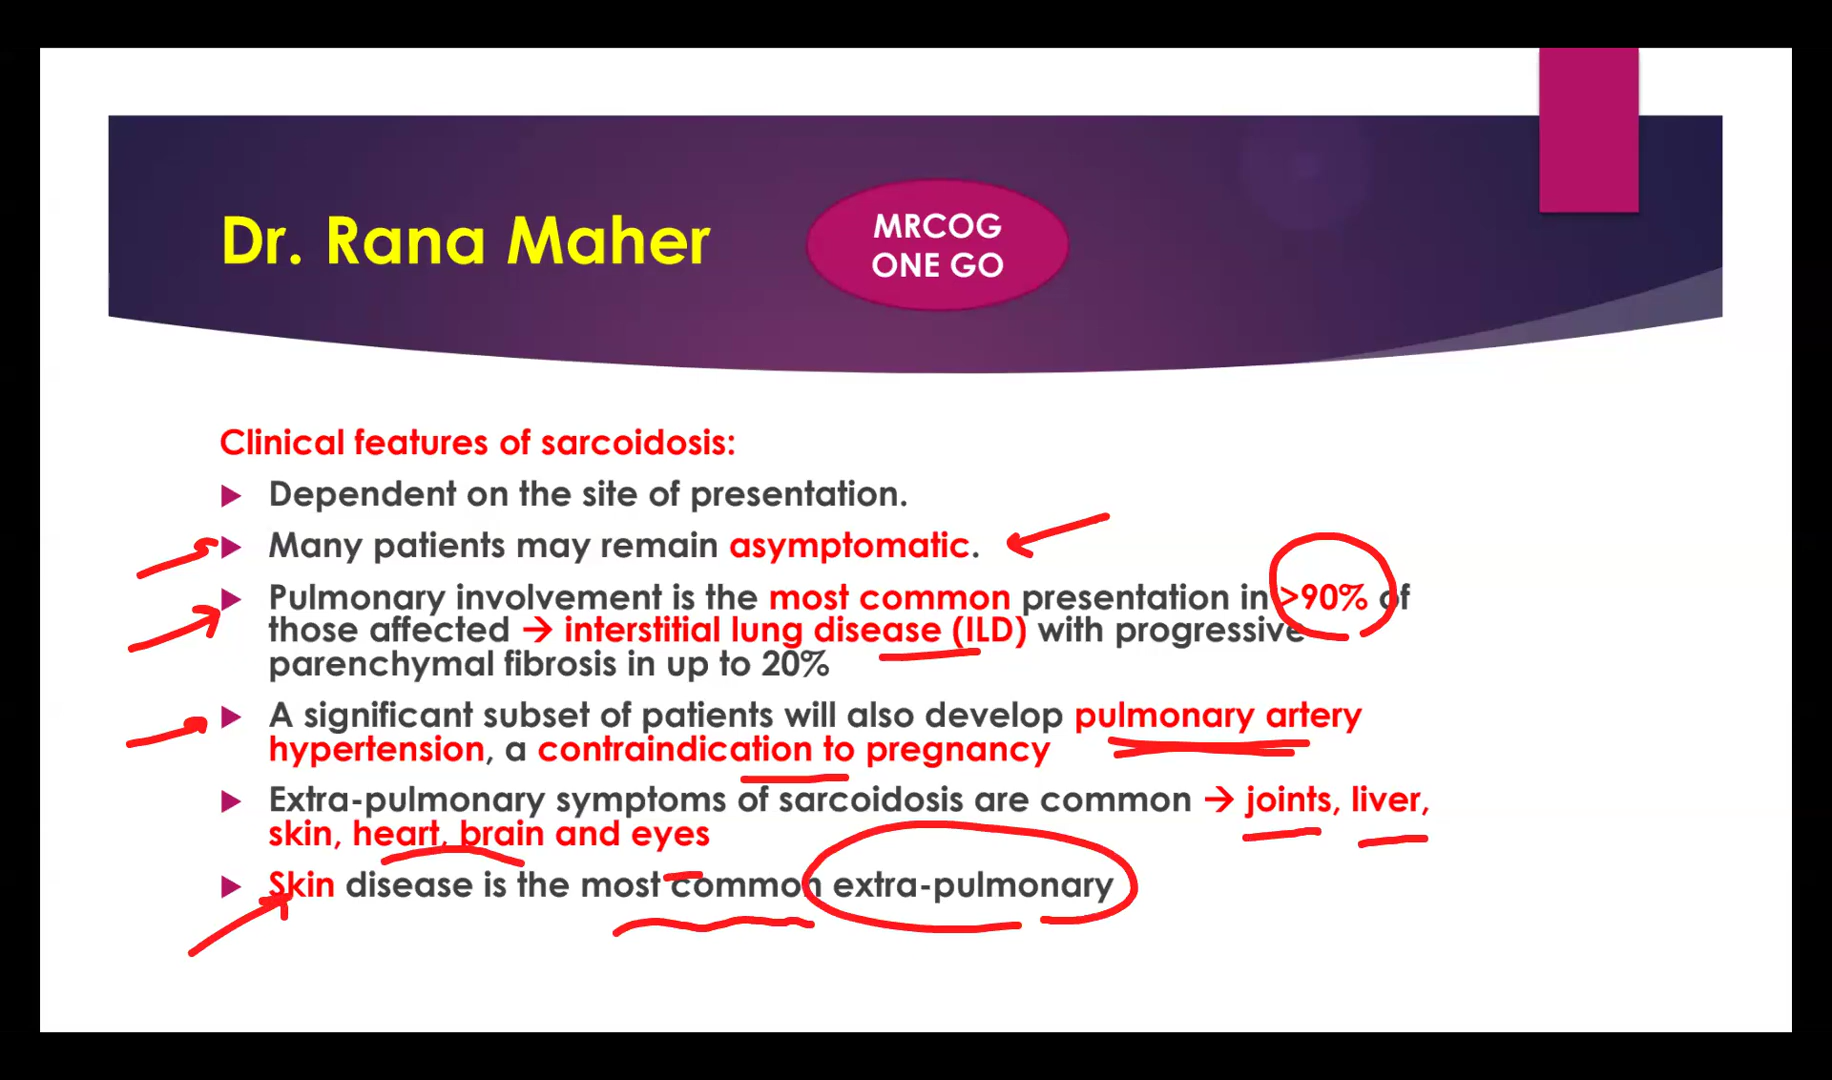 Dr. Rana Maher
MRCOG
ONE GO
Clinical features of sarcoidosis:
Dependent on the site of presentation.
Many patients may remain asymptomatic.
Pulmonary involvement is the most common presentation in >90% of
those affected → interstitial lung disease (ILD) with progressive
parenchymal fibrosis in up to 20%
A significant subset of patients will also develop pulmonary artery
hypertension, a contraindication to pregnancy
Extra-pulmonary symptoms of sarcoidosis are common → joints, liver,
skin, heart, brain and eyes
Skin disease is the most common extra-pulmonary